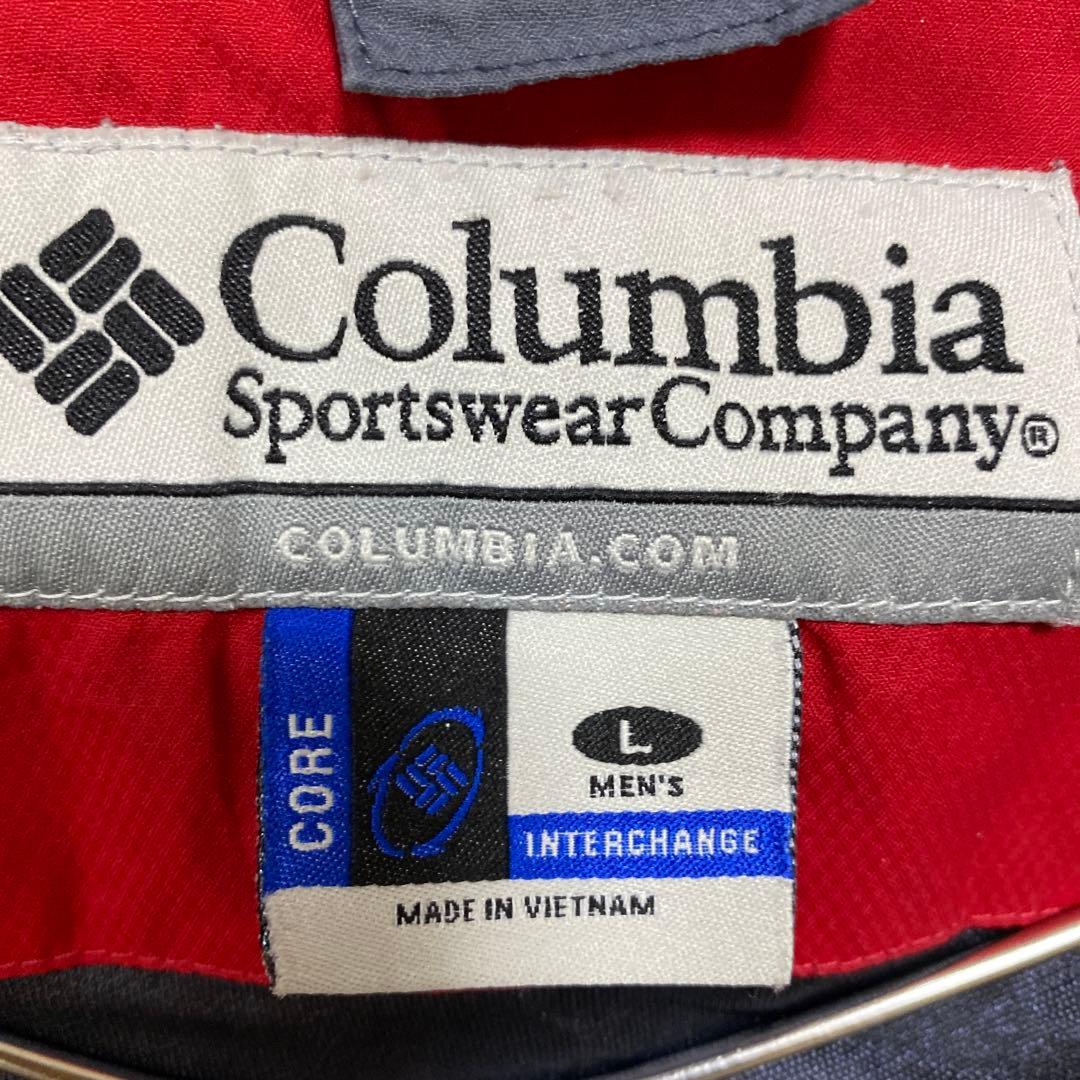 Columbia
Sportswear Company®
COLUMBIA.COM
CORE
L
MEN'S
INTERCHANGE
MADE IN VIETNAM